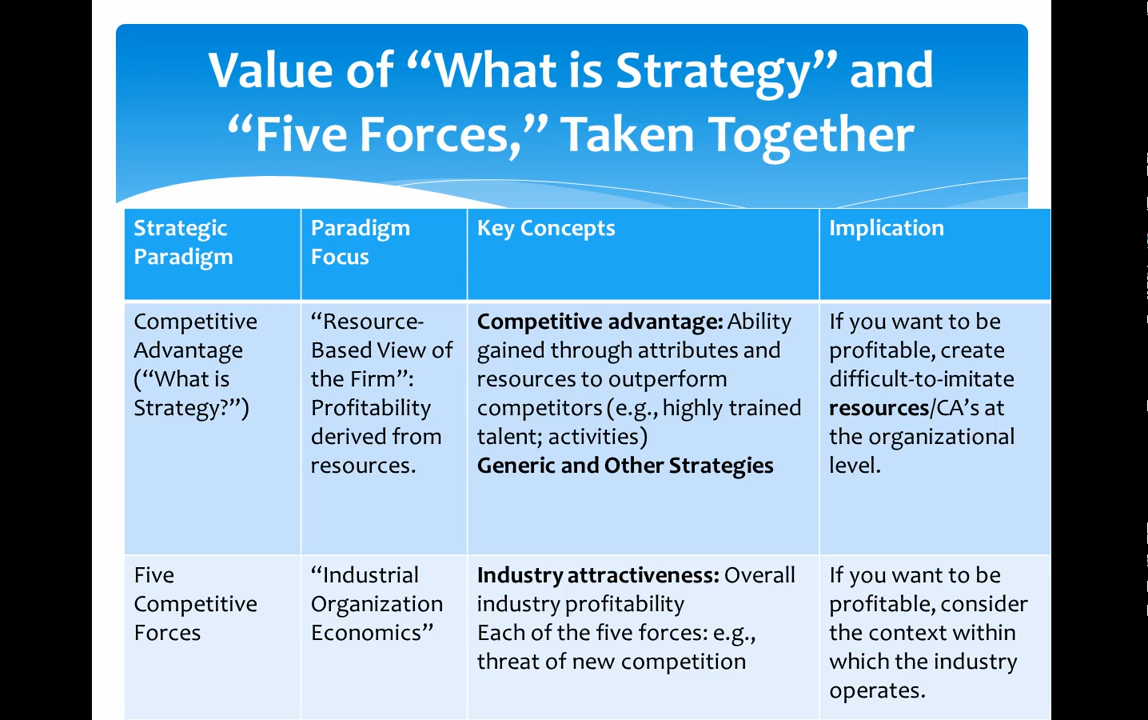 Value of “What is Strategy” and
“Five Forces,” Taken Together
Strategic
Paradigm
Paradigm
Focus
Key Concepts
Implication
Competitive
Advantage
(“What is
Strategy?”)
“Resource-
Based View of
the Firm”:
Profitability
derived from
resources.
Competitive advantage: Ability
gained through attributes and
resources to outperform
competitors (e.g., highly trained
talent; activities)
Generic and Other Strategies
If you want to be
profitable, create
difficult-to-imitate
resources/CA’s at
the organizational
level.
Five
Competitive
Forces
“Industrial
Organization
Economics”
Industry attractiveness: Overall
industry profitability
Each of the five forces: e.g.,
threat of new competition
If you want to be
profitable, consider
the context within
which the industry
operates.